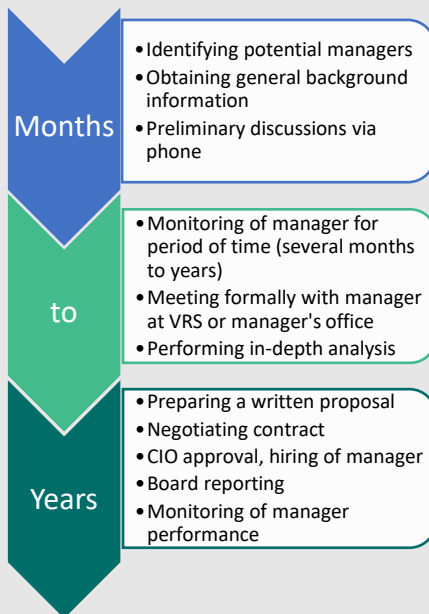 Months
•Identifying potential managers
•Obtaining general background
information
•Preliminary discussions via
phone
to
•Monitoring of manager for
period of time (several months
to years)
•Meeting formally with manager
at VRS or manager's office
•Performing in-depth analysis
Years
•Preparing a written proposal
•Negotiating contract
•CIO approval, hiring of manager
•Board reporting
•Monitoring of manager
performance